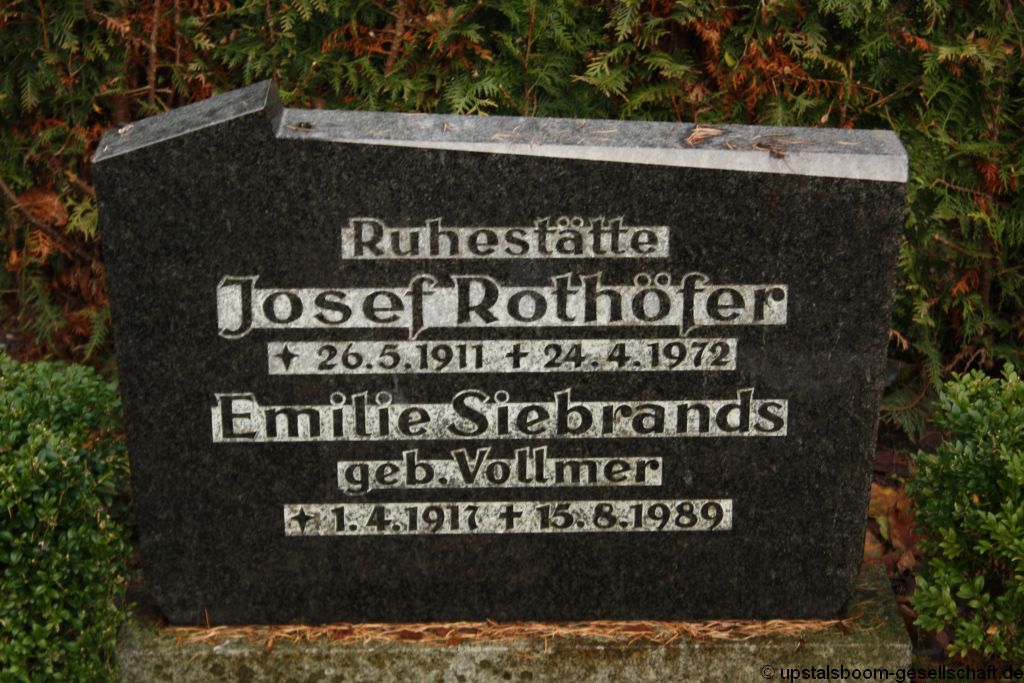 Ruhestätte
Josef Rothöfer
✦ 26.5.1911 ✝ 24.4.1972
Emilie Siebrands
geb. Vollmer
✦ 1.4.1917 ✝ 15.8.1989
© upstalsboom-gesellschaft.de